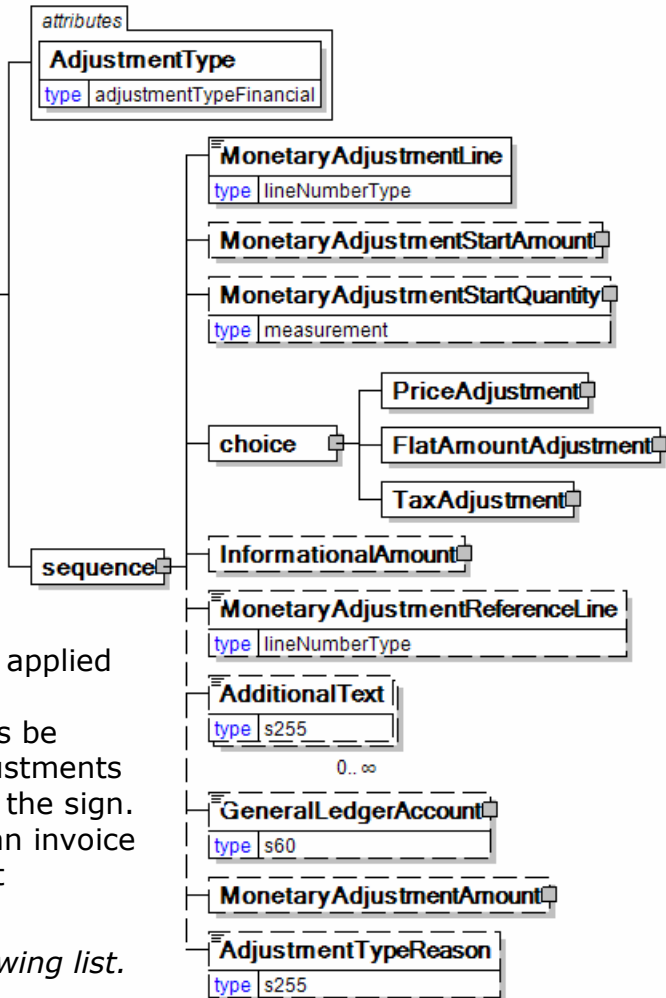 attributes
AdjustmentType
type adjustmentTypeFinancial
MonetaryAdjustmentLine
type lineNumberType
MonetaryAdjustmentStartAmount
MonetaryAdjustmentStartQuantity
type measurement
choice
PriceAdjustment
FlatAmountAdjustment
TaxAdjustment
sequence
InformationalAmount
MonetaryAdjustmentReferenceLine
type lineNumberType
AdditionalText
type s255
0.. ∞
GeneralLedgerAccount
type s60
MonetaryAdjustmentAmount
AdjustmentTypeReason
type s255
applied
s be
ustments
the sign.
an invoice
t
wing list.